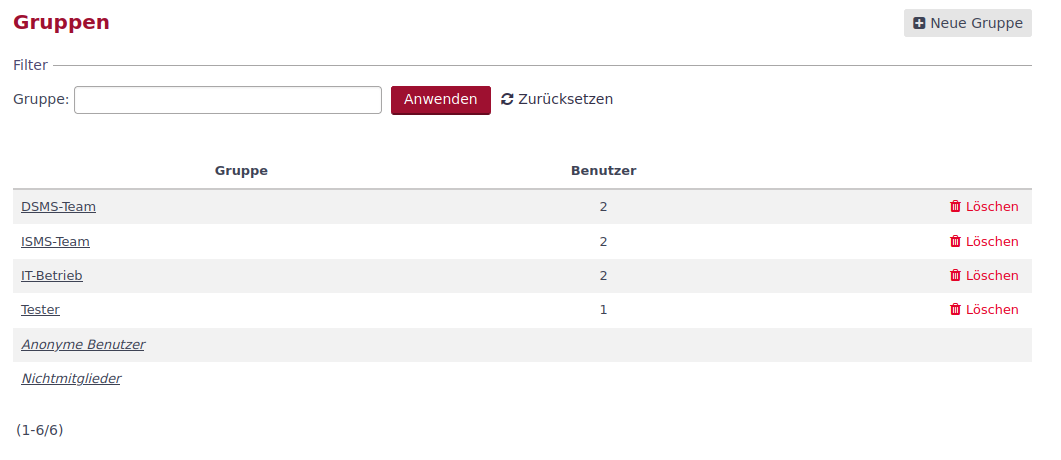 Gruppen
Neue Gruppe
Filter
Gruppe: Anwenden Zurücksetzen
Gruppe Benutzer
DSMS-Team 2 Löschen
ISMS-Team 2 Löschen
IT-Betrieb 2 Löschen
Tester 1 Löschen
Anonyme Benutzer
Nichtmitglieder
(1-6/6)